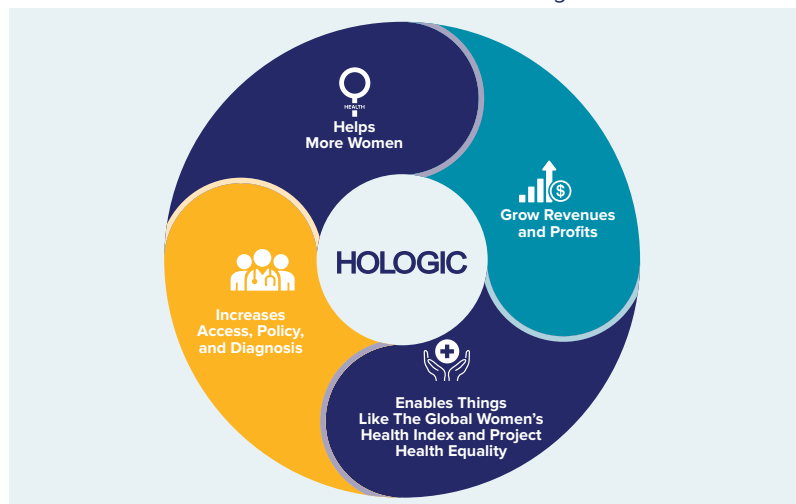 HEALTH
Helps
More Women
Grow Revenues
and Profits
$
HOLOGIC
Increases
Access, Policy,
and Diagnosis
Enables Things
Like The Global Women's
Health Index and Project
Health Equality